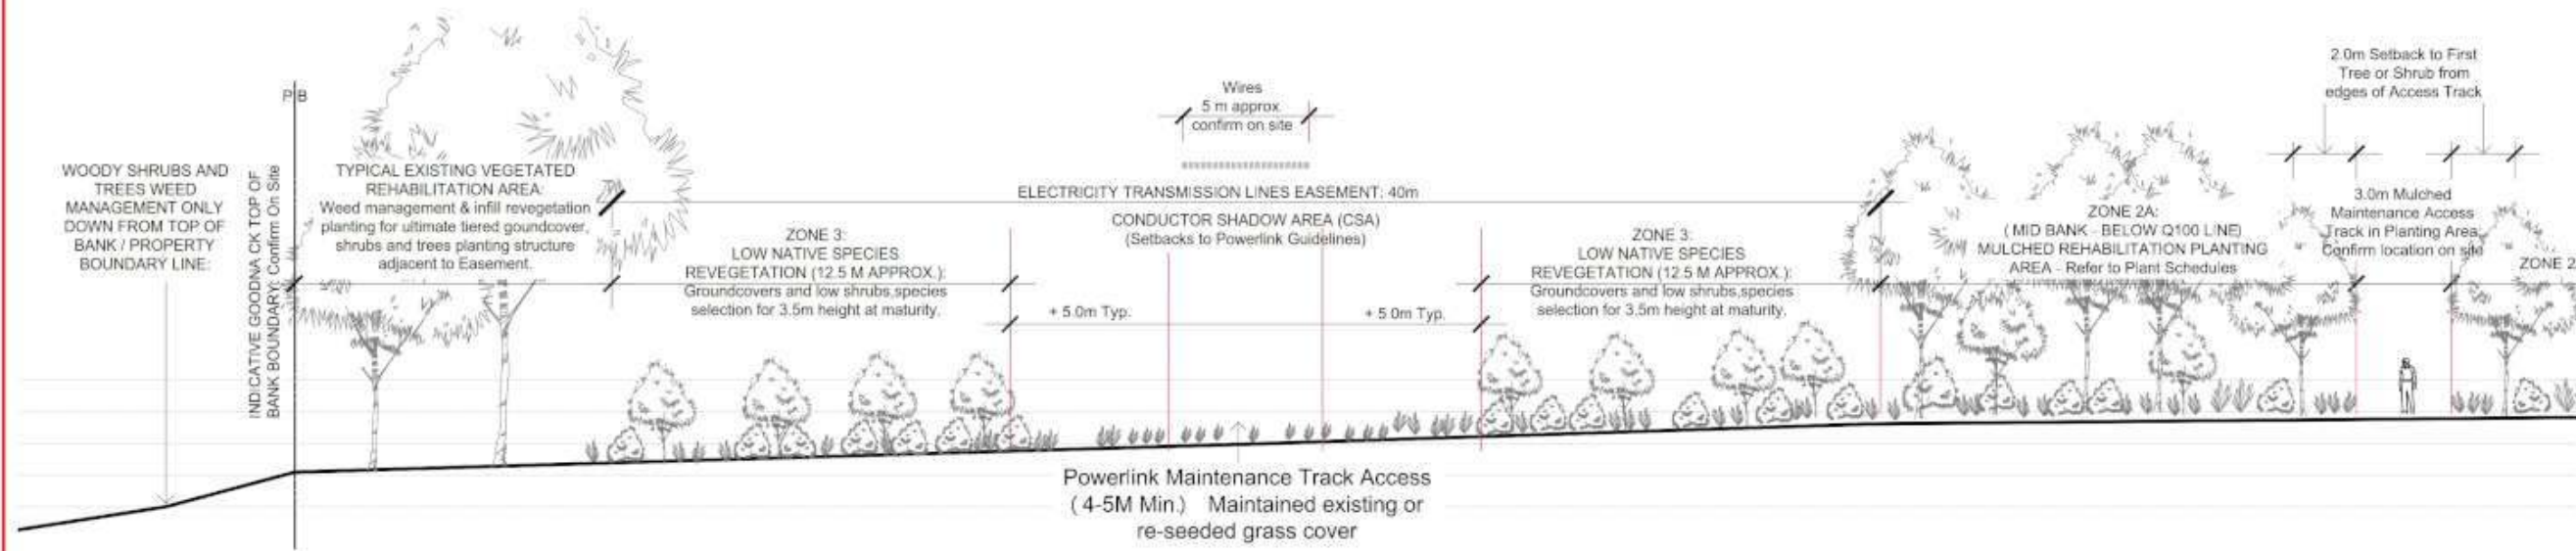 WOODY SHRUBS AND
TREES WEED
MANAGEMENT ONLY
DOWN FROM TOP OF
BANK / PROPERTY
BOUNDARY LINE:
INDICATIVE GOODNA CK TOP OF
BANK BOUNDARY: Confirm On Site
P B
TYPICAL EXISTING VEGETATED
REHABILITATION AREA:
Weed management & infill revegetation
planting for ultimate tiered goundcover,
shrubs and trees planting structure
adjacent to Easement.
ZONE 3:
LOW NATIVE SPECIES
REVEGETATION (12.5 M APPROX.):
Groundcovers and low shrubs,species
selection for 3.5m height at maturity.
Wires
5 m approx.
confirm on site
ELECTRICITY TRANSMISSION LINES EASEMENT: 40m
CONDUCTOR SHADOW AREA (CSA)
(Setbacks to Powerlink Guidelines)
+ 5.0m Typ.
+ 5.0m Typ.
Powerlink Maintenance Track Access
( 4-5M Min.) Maintained existing or
re-seeded grass cover
ZONE 3:
LOW NATIVE SPECIES
REVEGETATION (12.5 M APPROX.):
Groundcovers and low shrubs,species
selection for 3.5m height at maturity.
ZONE 2A:
( MID BANK - BELOW Q100 LINE)
MULCHED REHABILITATION PLANTING
AREA - Refer to Plant Schedules
2.0m Setback to First
Tree or Shrub from
edges of Access Track
3.0m Mulched
Maintenance Access
Track in Planting Area
Confirm location on site
ZONE 2